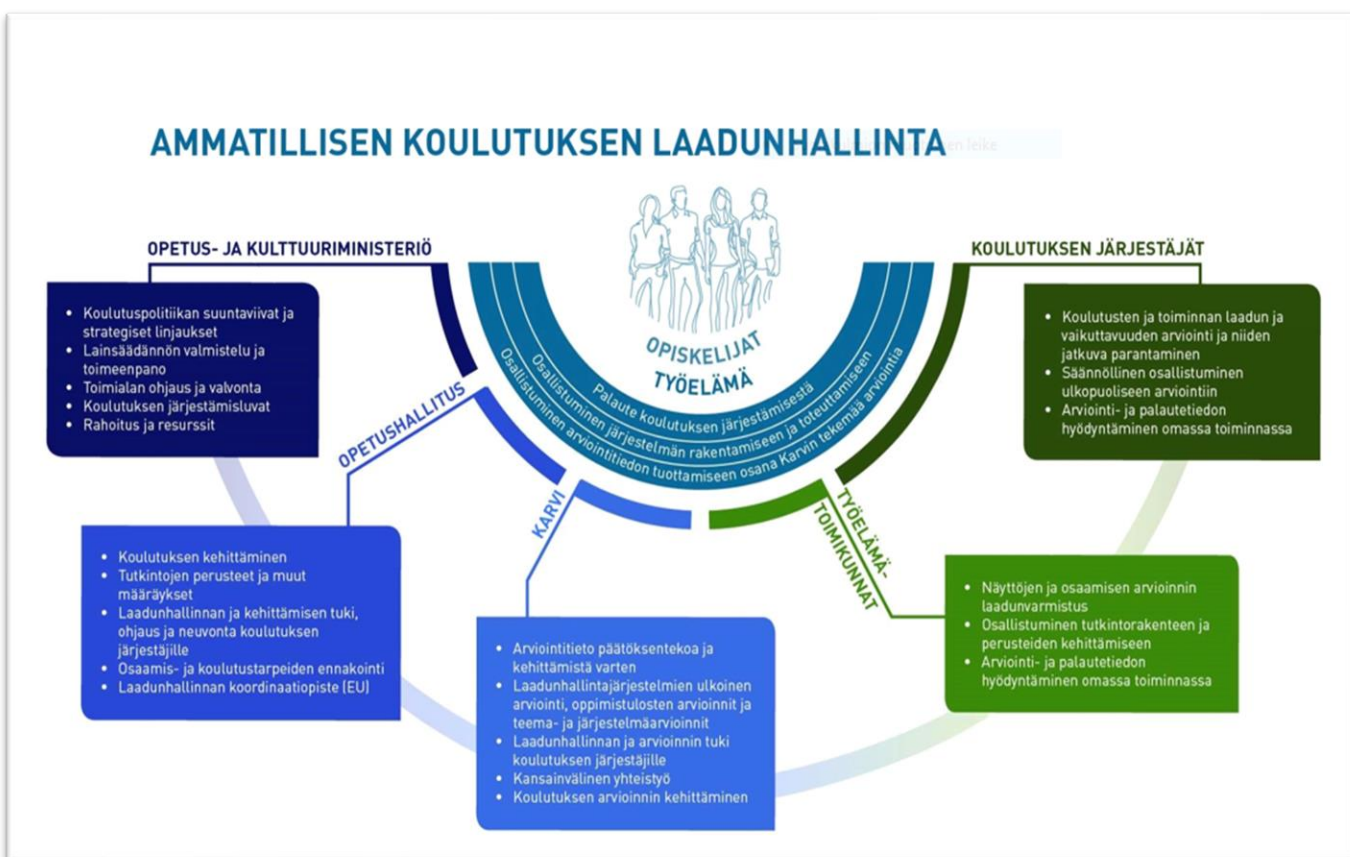 AMMATILLISEN KOULUTUKSEN LAADUNHALLINTA
leike
OPETUS- JA KULTTUURIMINISTERIÖ
• Koulutuspolitiikan suuntaviivat ja
strategiset linjaukset
• Lainsäädännön valmistelu ja
toimeenpano
• Toimialan ohjaus ja valvonta
• Koulutuksen järjestämisluvat
• Rahoitus ja resurssit
OPETUSHALLITUS
• Koulutuksen kehittäminen
• Tutkintojen perusteet ja muut
määräykset
• Laadunhallinnan ja kehittämisen tuki,
ohjaus ja neuvonta koulutuksen
järjestäjille
• Osaamis- ja koulutustarpeiden ennakointi
• Laadunhallinnan koordinaatiopiste (EU)
OPISKELIJAT
TYÖELÄMÄ
Palaute koulutuksen järjestämisestä
Osallistuminen järjestelmän rakentamiseen ja toteuttamiseen
Osallistuminen arviointitiedon tuottamiseen osana Karvin tekemää arviointia
KARVI
• Arviointitieto päätöksentekoa ja
kehittämistä varten
• Laadunhallintajärjestelmien ulkoinen
arviointi, oppimistulosten arvioinnit ja
teema- ja järjestelmäarvioinnit
• Laadunhallinnan ja arvioinnin tuki
koulutuksen järjestäjille
• Kansainvälinen yhteistyö
• Koulutuksen arvioinnin kehittäminen
TYÖELÄMÄ-
TOIMIKUNNAT
• Näyttöjen ja osaamisen arvioinnin
laadunvarmistus
• Osallistuminen tutkintorakenteen ja
perusteiden kehittämiseen
• Arviointi- ja palautetiedon
hyödyntäminen omassa toiminnassa
KOULUTUKSEN JÄRJESTÄJÄT
• Koulutusten ja toiminnan laadun ja
vaikuttavuuden arviointi ja niiden
jatkuva parantaminen
• Säännöllinen osallistuminen
ulkopuoliseen arviointiin
• Arviointi- ja palautetiedon
hyödyntäminen omassa toiminnassa